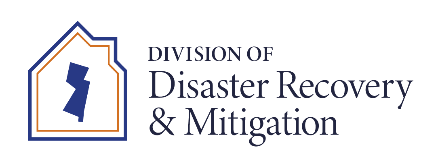 DIVISION OF
Disaster Recovery
& Mitigation